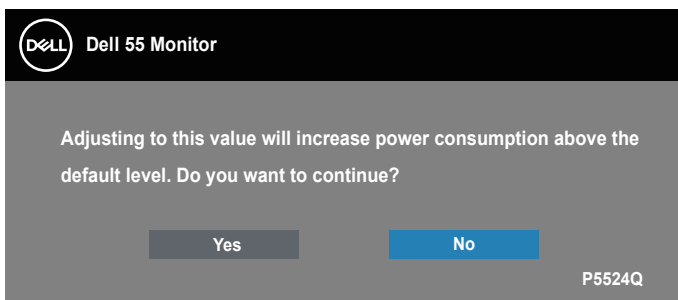 DELL Dell 55 Monitor
Adjusting to this value will increase power consumption above the
default level. Do you want to continue?
Yes No
P5524Q